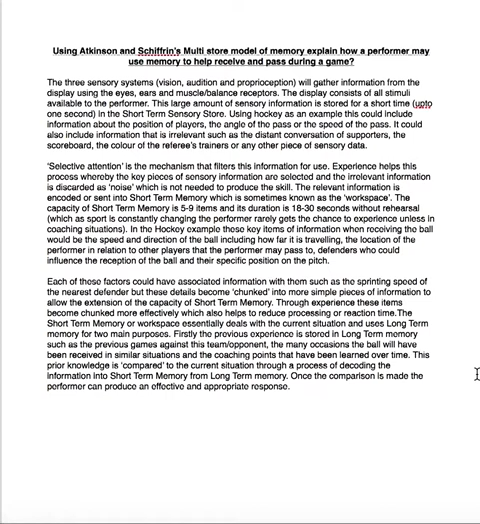 Using Atkinson and Schiffrin's Multi store model of memory explain how a performer may
use memory to help receive and pass during a game?
The three sensory systems (vision, audition and proprioception) will gather information from the
display using the eyes, ears and muscle/balance receptors. The display consists of all stimuli
available to the performer. This large amount of sensory information is stored for a short time (upto
one second) in the Short Term Sensory Store. Using hockey as an example this could include
information about the position of players, the angle of the pass or the speed of the pass. It could
also include information that is irrelevant such as the distant conversation of supporters, the
scoreboard, the colour of the referee's trainers or any other piece of sensory data.
'Selective attention' is the mechanism that filters this information for use. Experience helps this
process whereby the key pieces of sensory information are selected and the irrelevant information
is discarded as 'noise' which is not needed to produce the skill. The relevant information is
encoded or sent into Short Term Memory which is sometimes known as the 'workspace'. The
capacity of Short Term Memory is 5-9 items and its duration is 18-30 seconds without rehearsal
(which as sport is constantly changing the performer rarely gets the chance to experience unless in
coaching situations). In the Hockey example these key items of information when receiving the ball
would be the speed and direction of the ball including how far it is travelling, the location of the
performer in relation to other players that the performer may pass to, defenders who could
influence the reception of the ball and their specific position on the pitch.
Each of these factors could have associated information with them such as the sprinting speed of
the nearest defender but these details become 'chunked' into more simple pieces of information to
allow the extension of the capacity of Short Term Memory. Through experience these items
become chunked more effectively which also helps to reduce processing or reaction time.The
Short Term Memory or workspace essentially deals with the current situation and uses Long Term
memory for two main purposes. Firstly the previous experience is stored in Long Term memory
such as the previous games against this team/opponent, the many occasions the ball will have
been received in similar situations and the coaching points that have been learned over time. This
prior knowledge is 'compared' to the current situation through a process of decoding the
information into Short Term Memory from Long Term memory. Once the comparison is made the
performer can produce an effective and appropriate response.